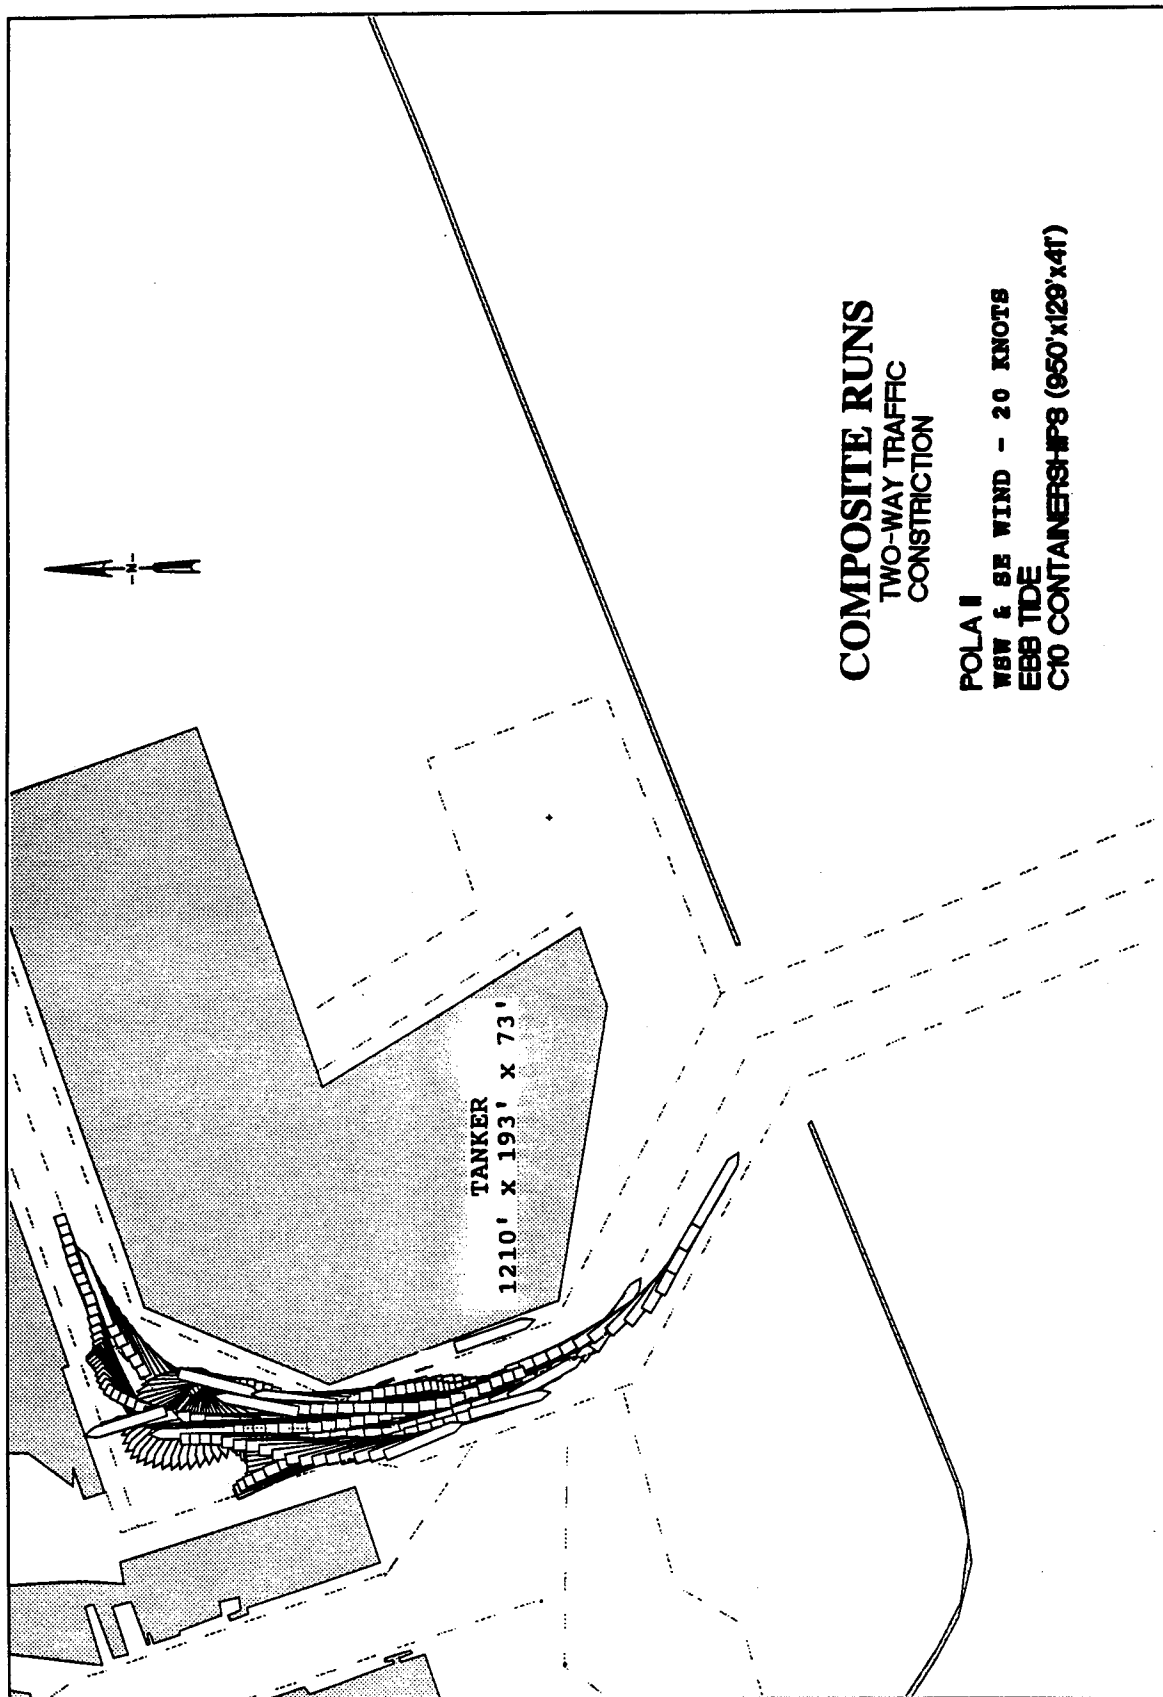 COMPOSITE RUNS
TWO-WAY TRAFFIC
CONSTRICTION
POLA II
WSW & SE WIND - 20 KNOTS
EBB TIDE
C10 CONTAINERSHIPS (950'x129'x41')
TANKER
1210' x 193' x 73'
-N-